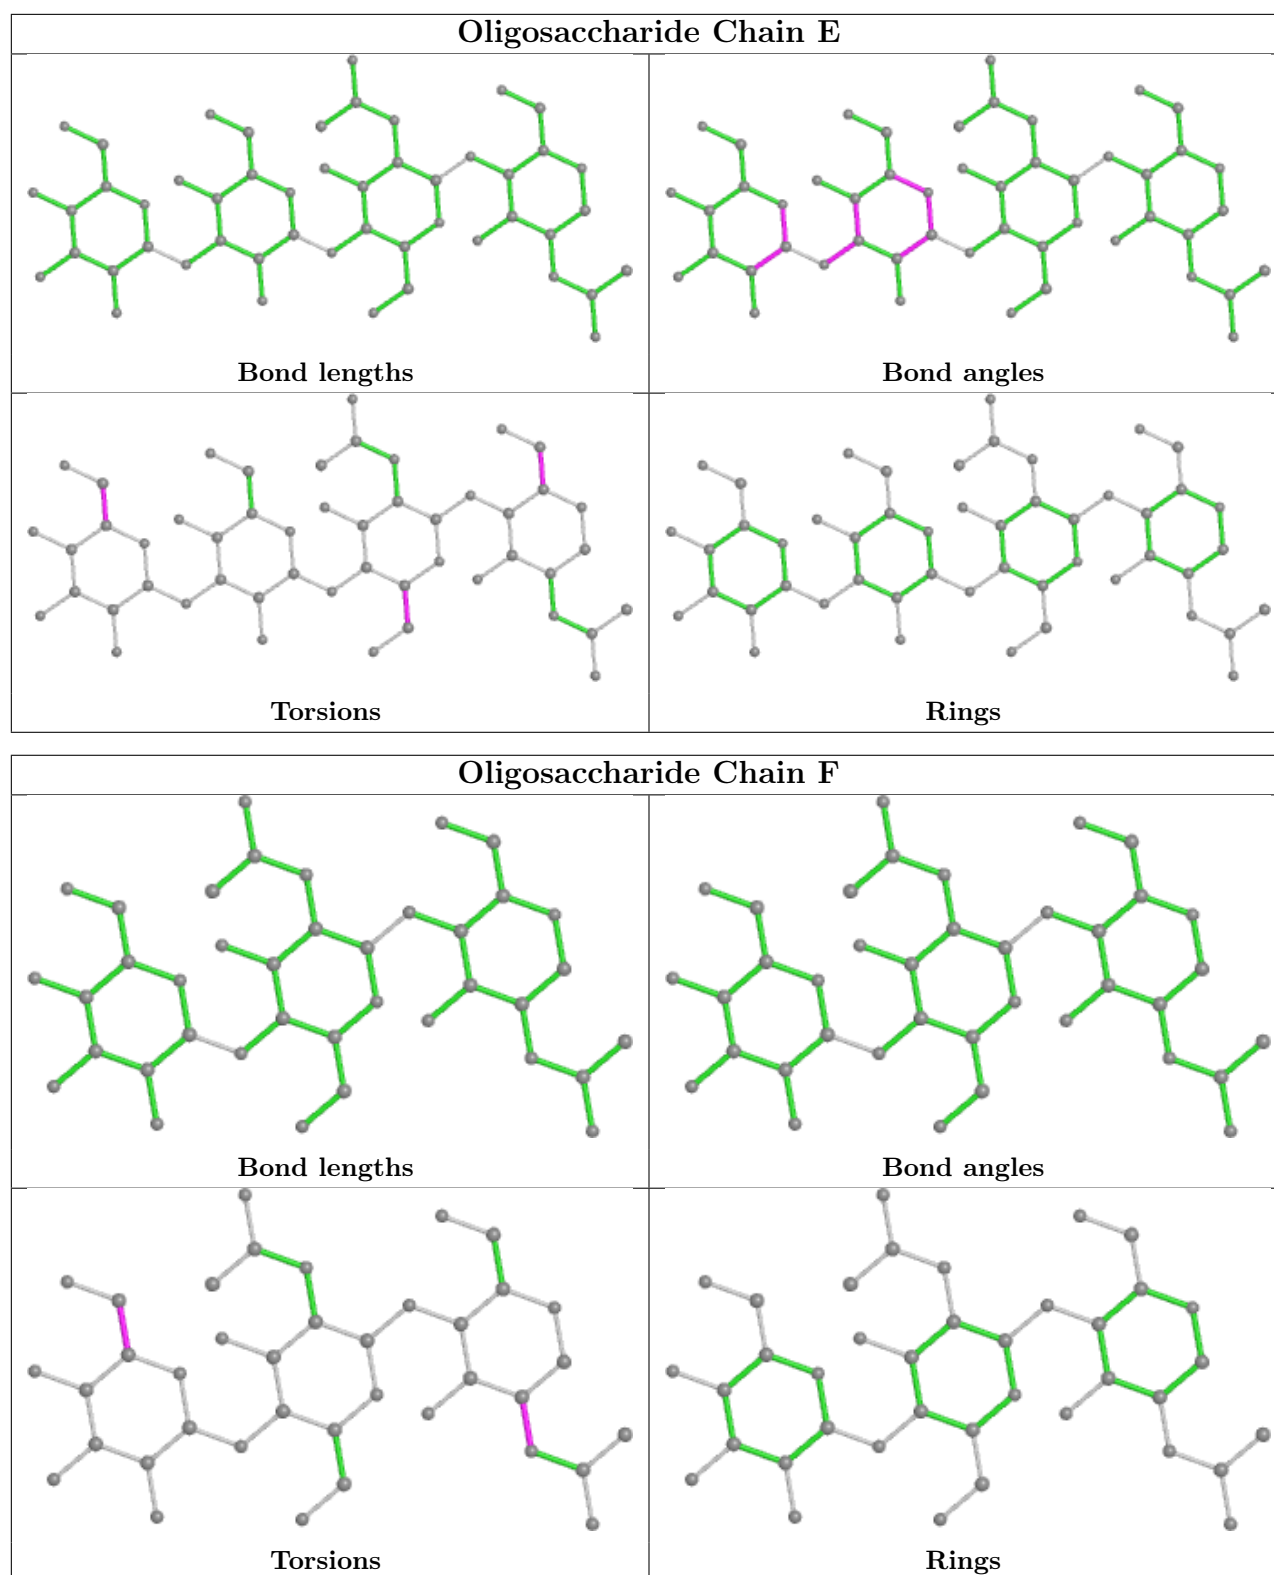 Oligosaccharide Chain E
Bond lengths
Bond angles
Torsions
Rings
Oligosaccharide Chain F
Bond lengths
Bond angles
Torsions
Rings